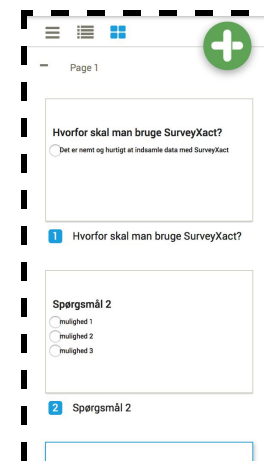 Page 1
Hvorfor skal man bruge SurveyXact?
Det er nemt og hurtigt at indsamle data med SurveyXact
1 Hvorfor skal man bruge SurveyXact?
Spørgsmål 2
mulighed 1
mulighed 2
mulighed 3
2 Spørgsmål 2